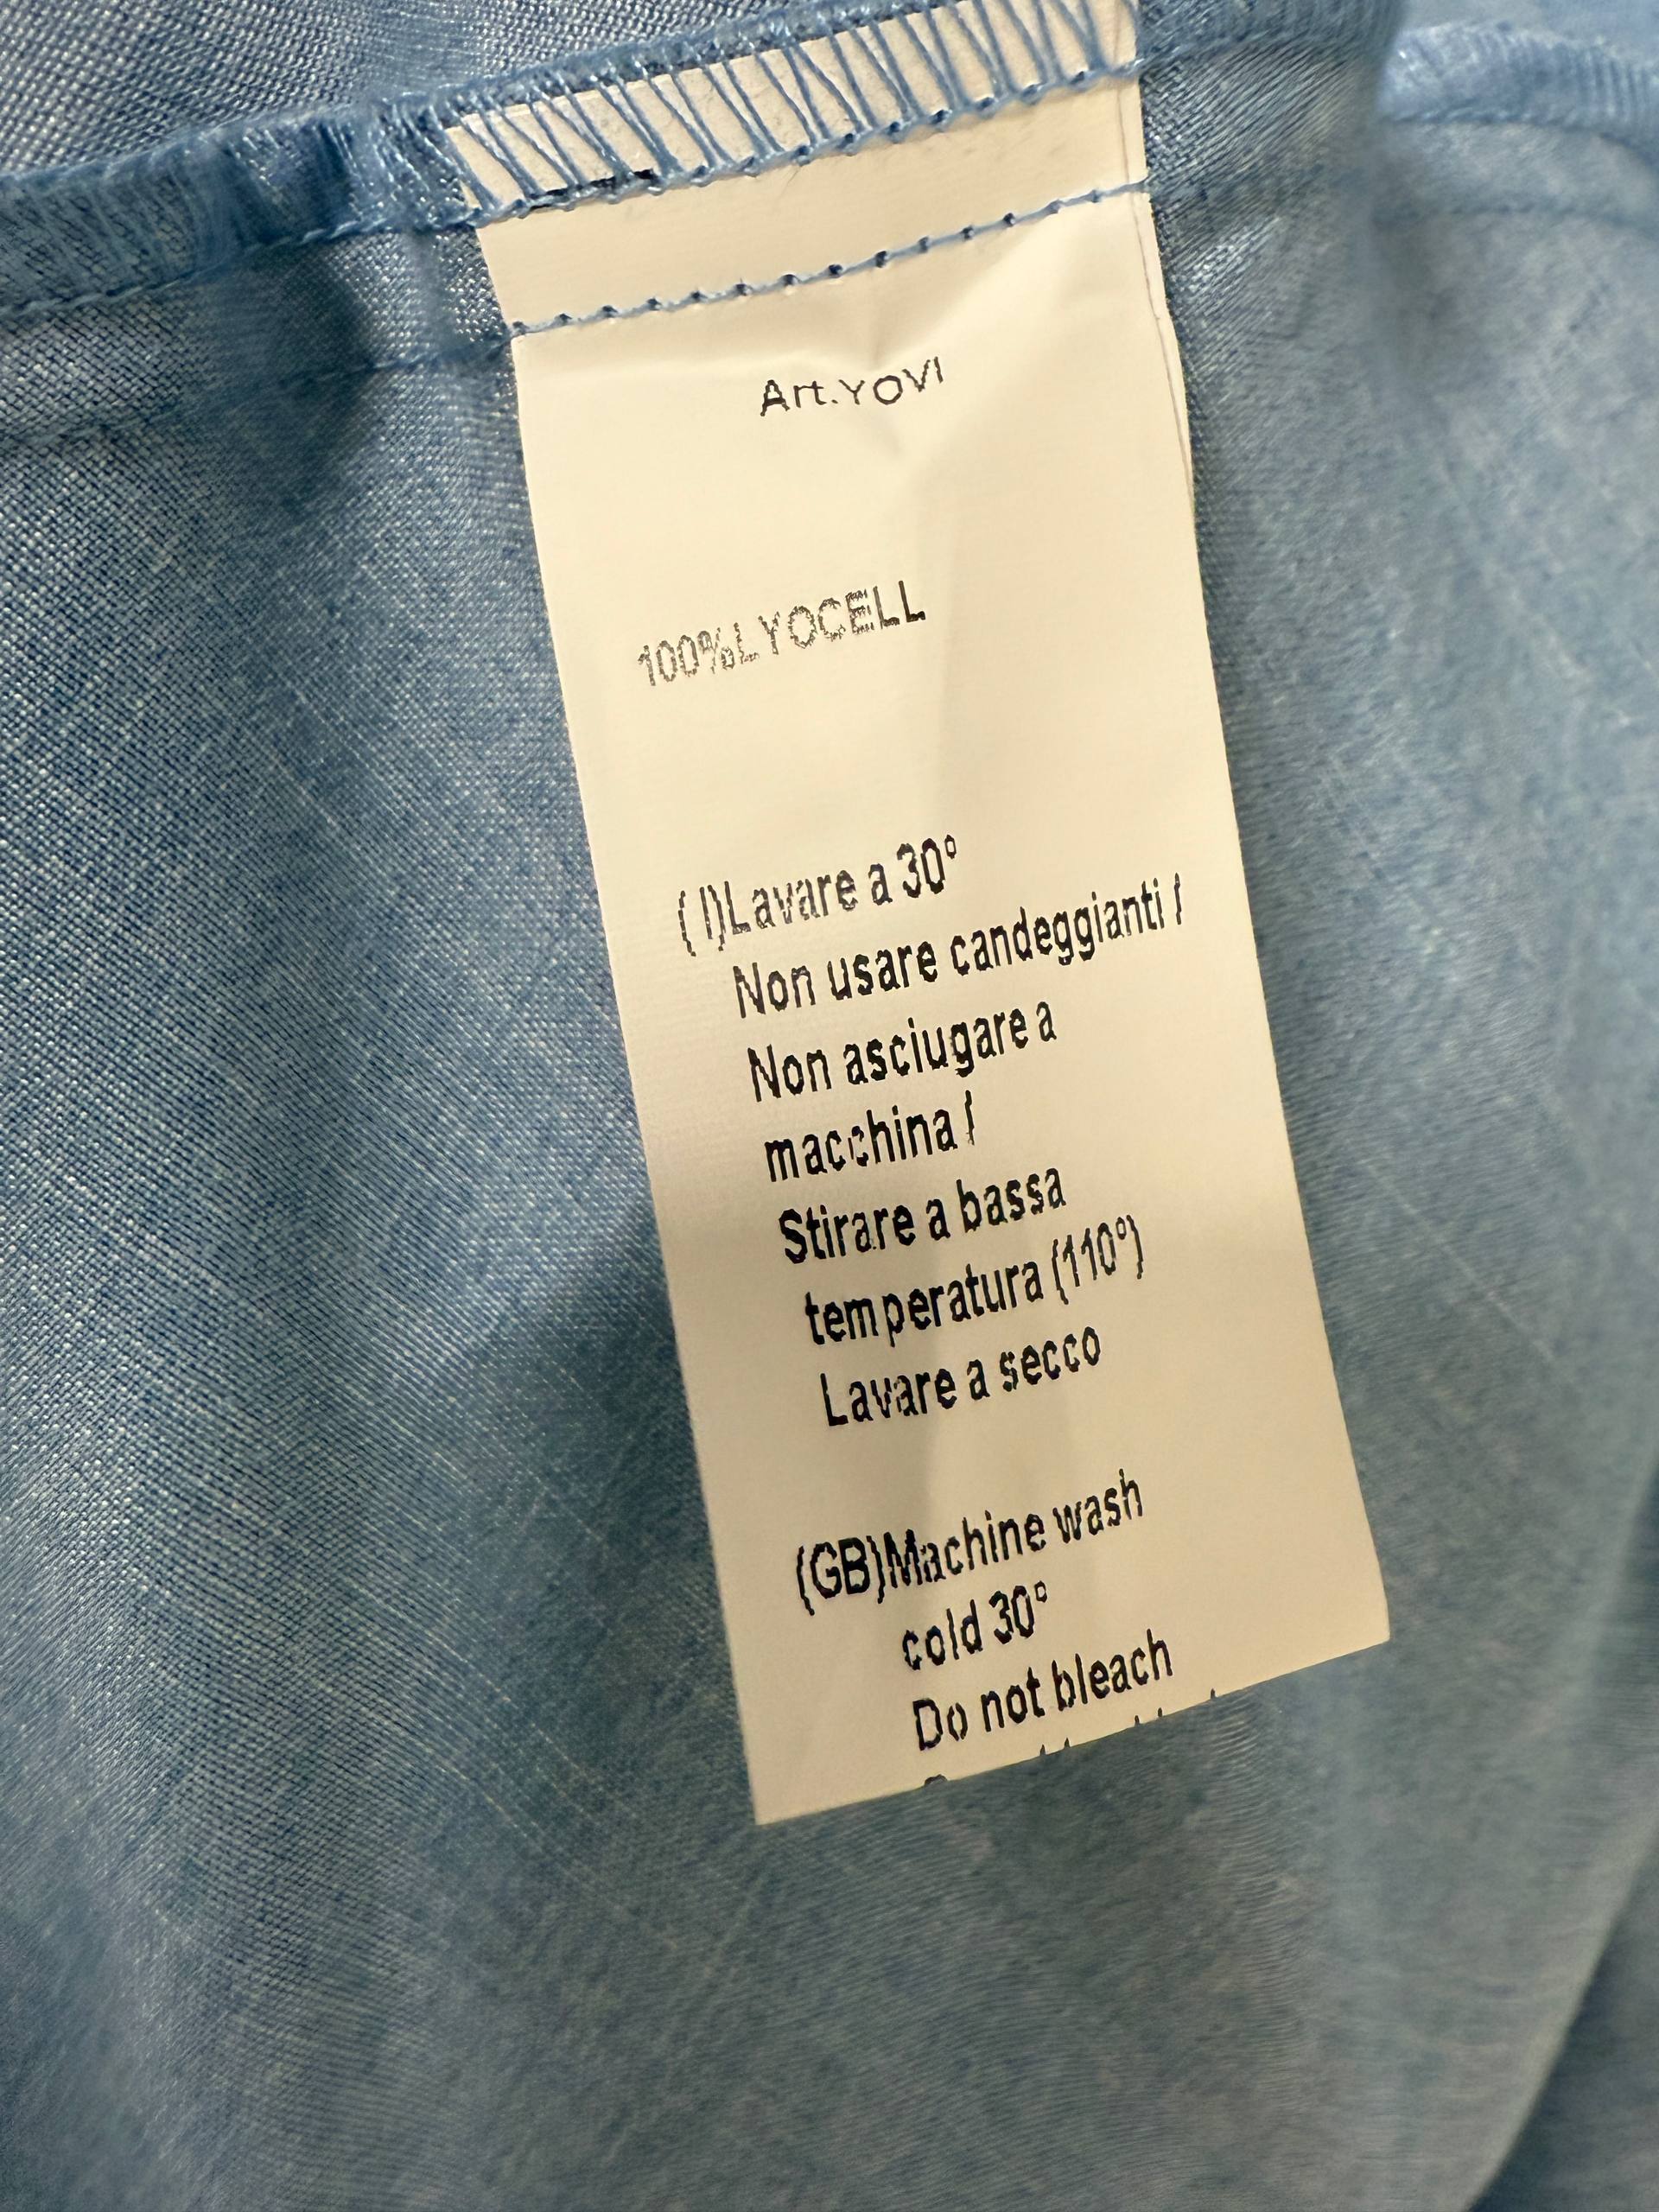 Art.YOVI
100%LYOCELL
( I)Lavare a 30°
Non usare candeggianti /
Non asciugare a
macchina /
Stirare a bassa
temperatura (110°)
Lavare a secco
(GB)Machine wash
cold 30°
Do not bleach